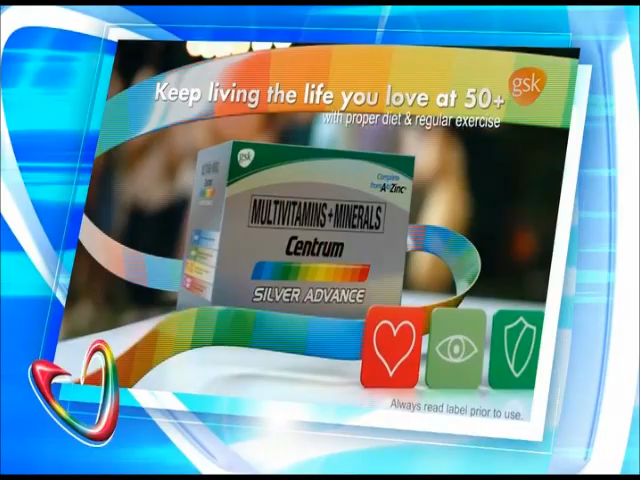 Keep living the life you love at 50+
gsk
with proper diet & regular exercise
gsk
Complete
from A to Zinc
MULTIVITAMINS+MINERALS
Centrum
SILVER ADVANCE
Always read label prior to use.